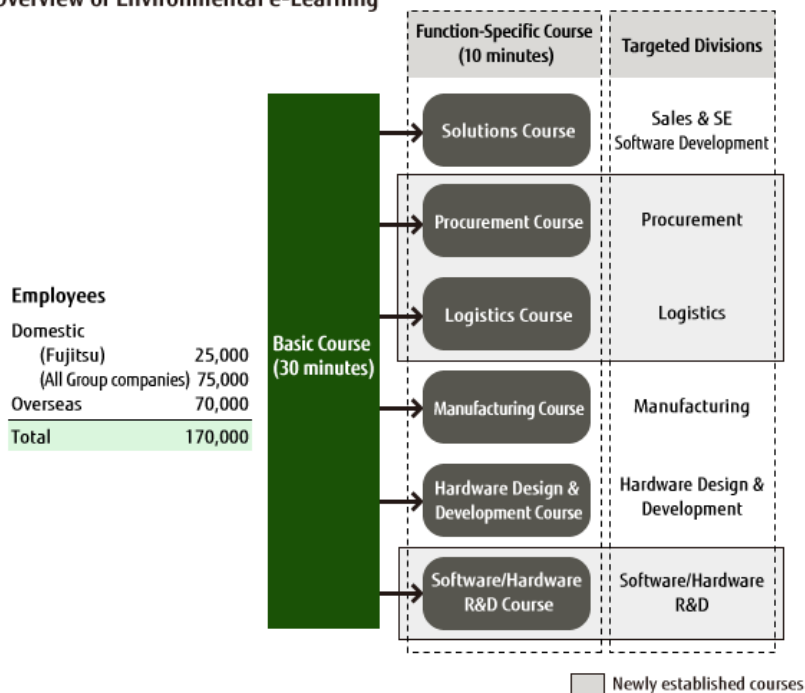 Overview of Environmental e-Learning
Function-Specific Course
(10 minutes)
Targeted Divisions
Solutions Course
Sales & SE
Software Development
Procurement Course
Procurement
Logistics Course
Logistics
Manufacturing Course
Manufacturing
Hardware Design &
Development Course
Hardware Design &
Development
Software/Hardware
R&D Course
Software/Hardware
R&D
Basic Course
(30 minutes)
Employees
Domestic
(Fujitsu) 25,000
(All Group companies) 75,000
Overseas 70,000
Total 170,000
Newly established courses